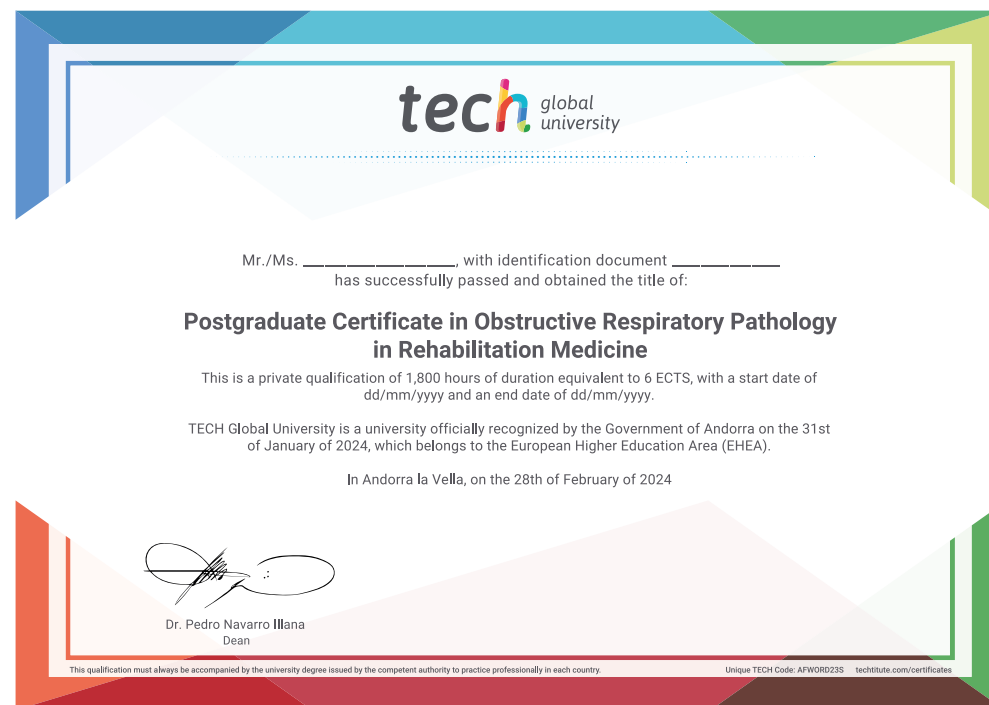 tech global
university
Mr./Ms. ________________, with identification document ____________
has successfully passed and obtained the title of:
Postgraduate Certificate in Obstructive Respiratory Pathology
in Rehabilitation Medicine
This is a private qualification of 1,800 hours of duration equivalent to 6 ECTS, with a start date of
dd/mm/yyyy and an end date of dd/mm/yyyy.
TECH Global University is a university officially recognized by the Government of Andorra on the 31st
of January of 2024, which belongs to the European Higher Education Area (EHEA).
In Andorra la Vella, on the 28th of February of 2024
Dr. Pedro Navarro Illana
Dean
This qualification must always be accompanied by the university degree issued by the competent authority to practice professionally in each country.
Unique TECH Code: AFWORD23S techtitute.com/certificates